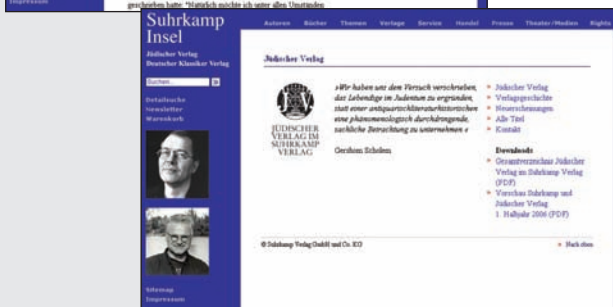 Impressum
geschrieben hatte: "Natürlich möchte ich unter allen Umständen
Suhrkamp
Insel
Jüdischer Verlag
Deutscher Klassiker Verlag
Suchen...
Detailsuche
Newsletter
Warenkorb
Sitemap
Impressum
Autoren Bücher Themen Verlage Service Handel Presse Theater/Medien Rights
Jüdischer Verlag
JÜDISCHER
VERLAG IM
SUHRKAMP
VERLAG
»Wir haben uns dem Versuch verschrieben,
das Lebendige im Judentum zu ergründen,
statt einer antiquarischliteraturhistorischen
eine phänomenologisch durchdringende,
sachliche Betrachtung zu unternehmen.«
Gershom Scholem
Jüdischer Verlag
Verlagsgeschichte
Neuerscheinungen
Alle Titel
Kontakt
Downloads
Gesamtverzeichnis Jüdischer
Verlag im Suhrkamp Verlag
(PDF)
Vorschau Suhrkamp und
Jüdischer Verlag
1. Halbjahr 2006 (PDF)
© Suhrkamp Verlag GmbH und Co. KG
Nach oben